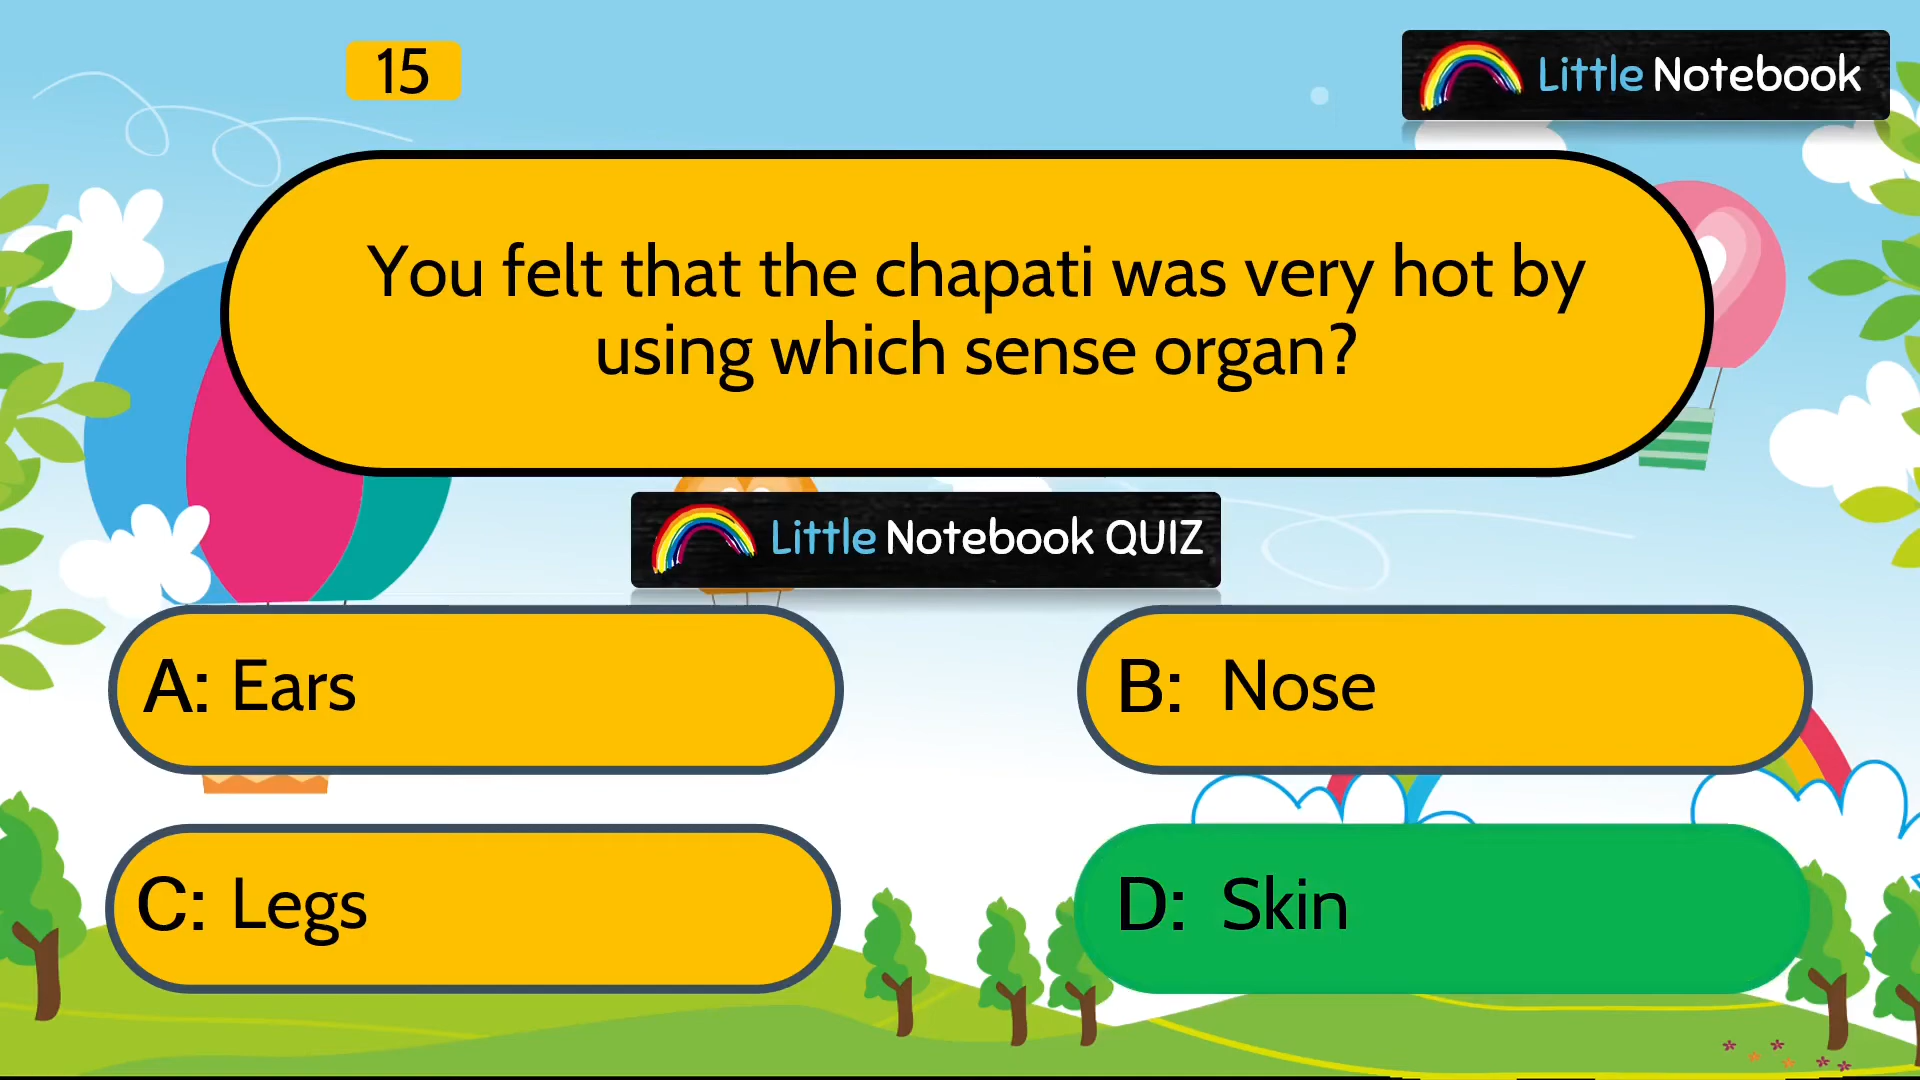 15
Little Notebook
You felt that the chapati was very hot by
using which sense organ?
Little Notebook QUIZ
A: Ears
B: Nose
C: Legs
D: Skin